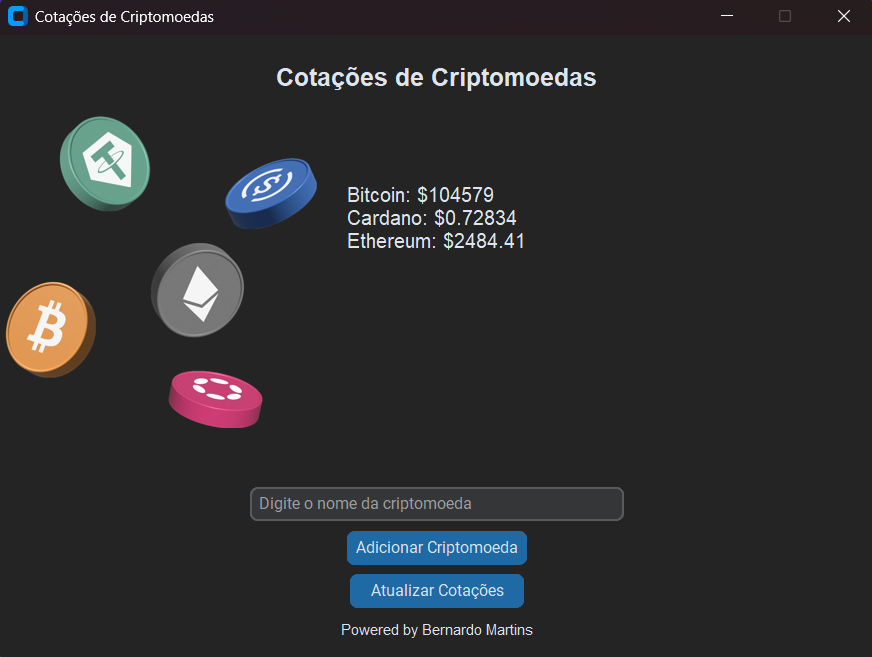 Cotações de Criptomoedas
Cotações de Criptomoedas
Bitcoin: $104579
Cardano: $0.72834
Ethereum: $2484.41
Digite o nome da criptomoeda
Adicionar Criptomoeda
Atualizar Cotações
Powered by Bernardo Martins